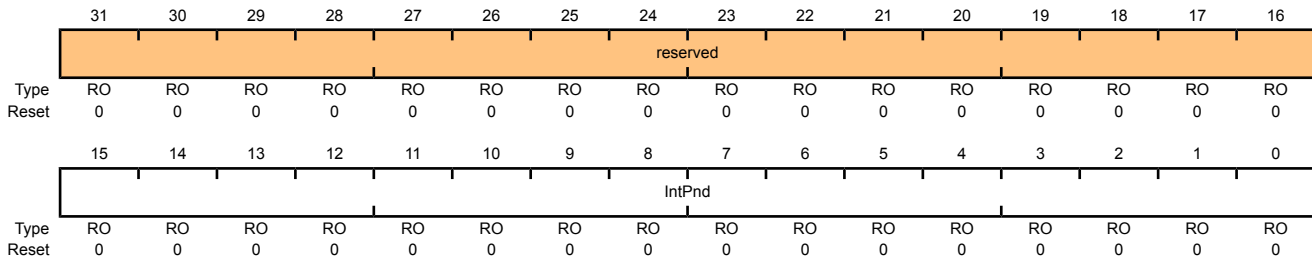 31 30 29 28 27 26 25 24 23 22 21 20 19 18 17 16
reserved
Type RO RO RO RO RO RO RO RO RO RO RO RO RO RO RO RO
Reset 0 0 0 0 0 0 0 0 0 0 0 0 0 0 0 0
15 14 13 12 11 10 9 8 7 6 5 4 3 2 1 0
IntPnd
Type RO RO RO RO RO RO RO RO RO RO RO RO RO RO RO RO
Reset 0 0 0 0 0 0 0 0 0 0 0 0 0 0 0 0